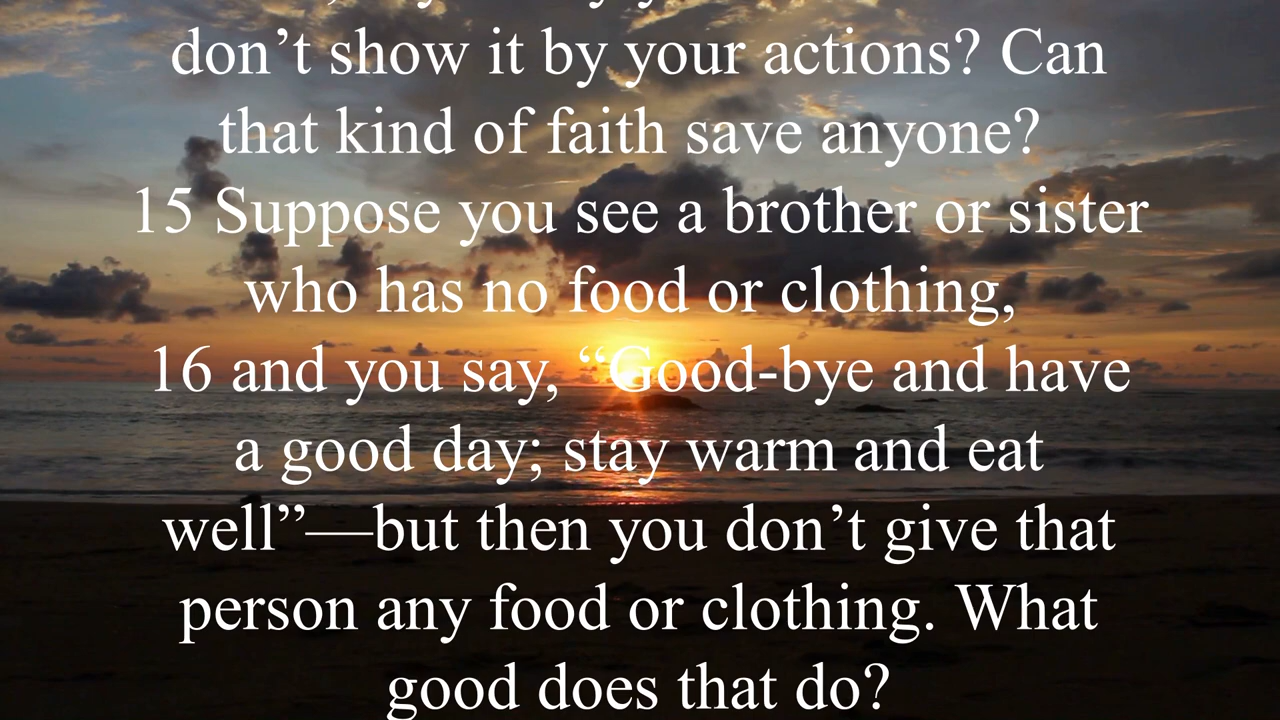 don’t show it by your actions? Can
that kind of faith save anyone?
15 Suppose you see a brother or sister
who has no food or clothing,
16 and you say, “Good-bye and have
a good day; stay warm and eat
well”—but then you don’t give that
person any food or clothing. What
good does that do?